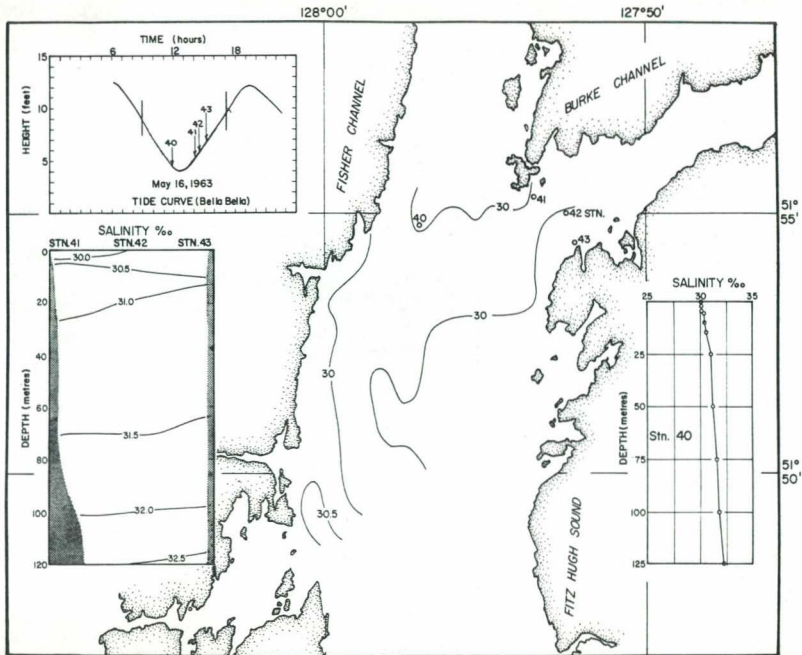 128°00'
127°50'
TIME (hours)
6 12 18
15
10
5
HEIGHT (feet)
40
41
42
43
May 16, 1963
TIDE CURVE (Bella Bella)
FISHER CHANNEL
BURKE CHANNEL
30
40
41
42 STN.
43
51°
55'
SALINITY ‰
STN. 41 STN. 42 STN. 43
0
20
40
60
80
100
120
DEPTH (metres)
30.0
30.5
31.0
31.5
32.0
32.5
30
30
30.5
SALINITY ‰
25 30 35
25
50
75
100
125
DEPTH (metres)
Stn. 40
51°
50'
FITZ HUGH SOUND